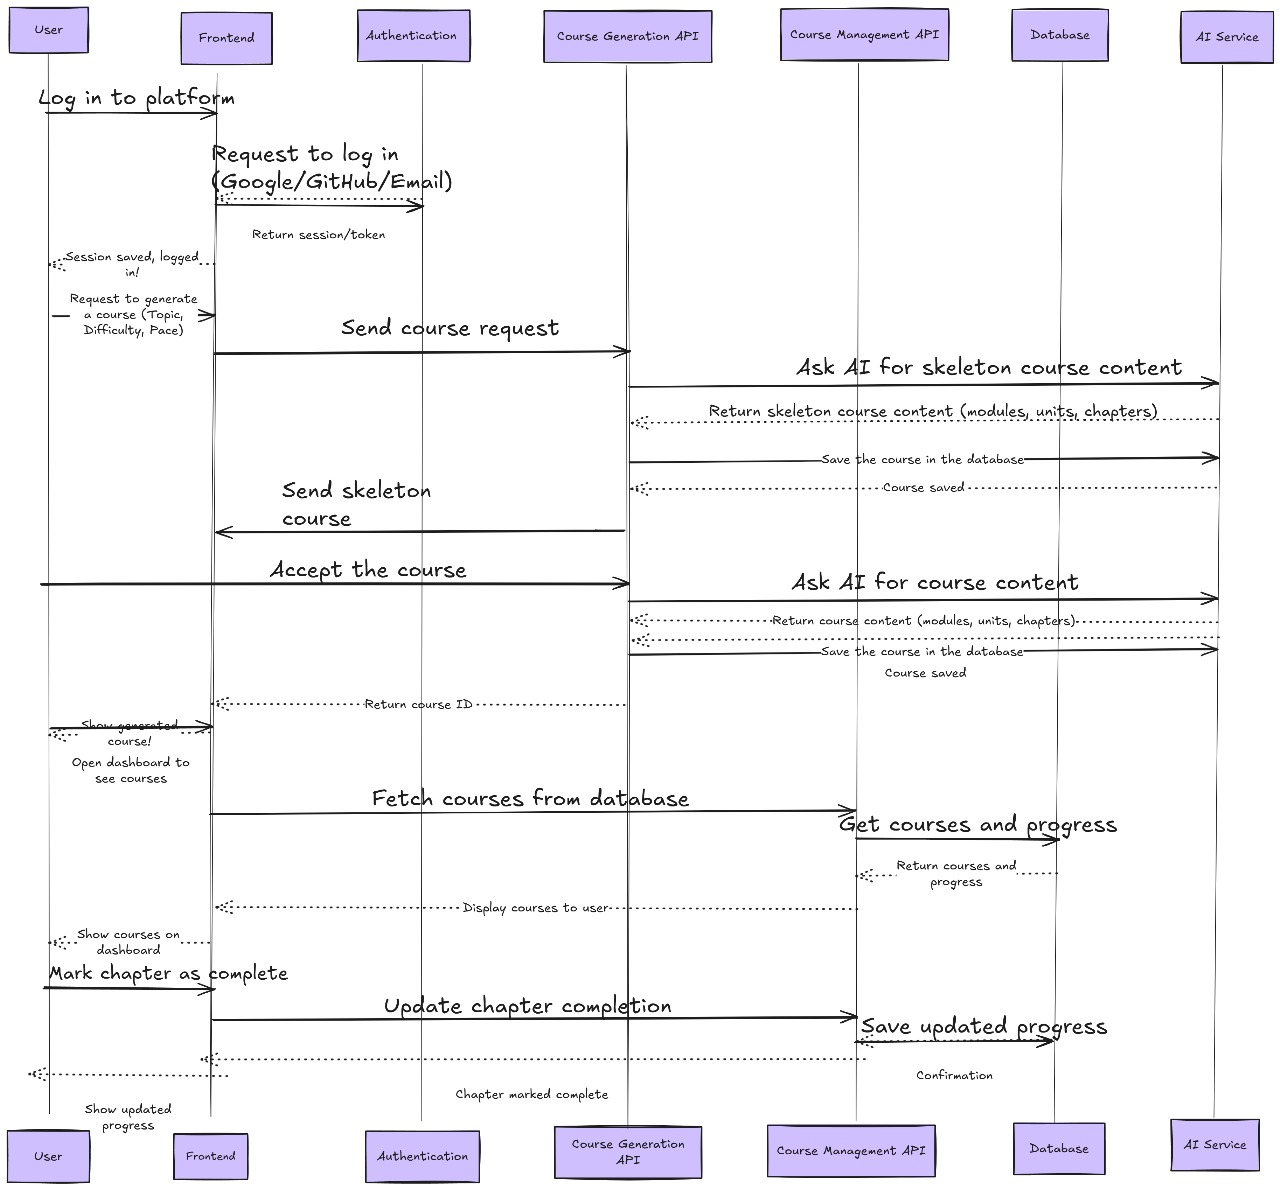 User
Frontend
Authentication
Course Generation API
Course Management API
Database
AI Service
Log in to platform
Request to log in
(Google/GitHub/Email)
Return session/token
Session saved, logged
in!
Request to generate
a course (Topic,
Difficulty, Pace)
Send course request
Ask AI for skeleton course content
Return skeleton course content (modules, units, chapters)
Save the course in the database
Course saved
Send skeleton
course
Accept the course
Ask AI for course content
Return course content (modules, units, chapters)
Save the course in the database
Course saved
Return course ID
Show generated
course!
Open dashboard to
see courses
Fetch courses from database
Get courses and progress
Return courses and
progress
Display courses to user
Show courses on
dashboard
Mark chapter as complete
Update chapter completion
Save updated progress
Confirmation
Chapter marked complete
Show updated
progress
User
Frontend
Authentication
Course Generation
API
Course Management API
Database
AI Service